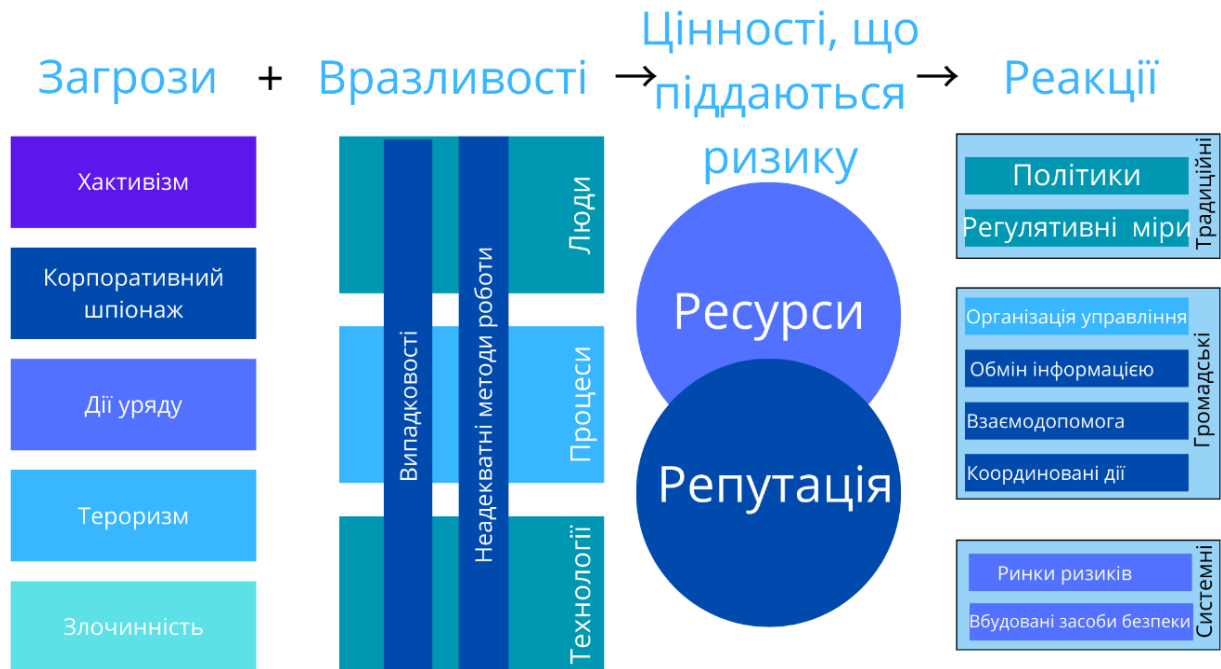 Загрози + Вразливості → Цінності, що піддаються ризику → Реакції
Хактивізм
Корпоративний
шпіонаж
Дії уряду
Тероризм
Злочинність
Люди
Процеси
Технології
Випадковості
Неадекватні методи роботи
Ресурси
Репутація
Традиційні
Політики
Регулятивні міри
Громадські
Організація управління
Обмін інформацією
Взаємодопомога
Координовані дії
Системні
Ринки ризиків
Вбудовані засоби безпеки